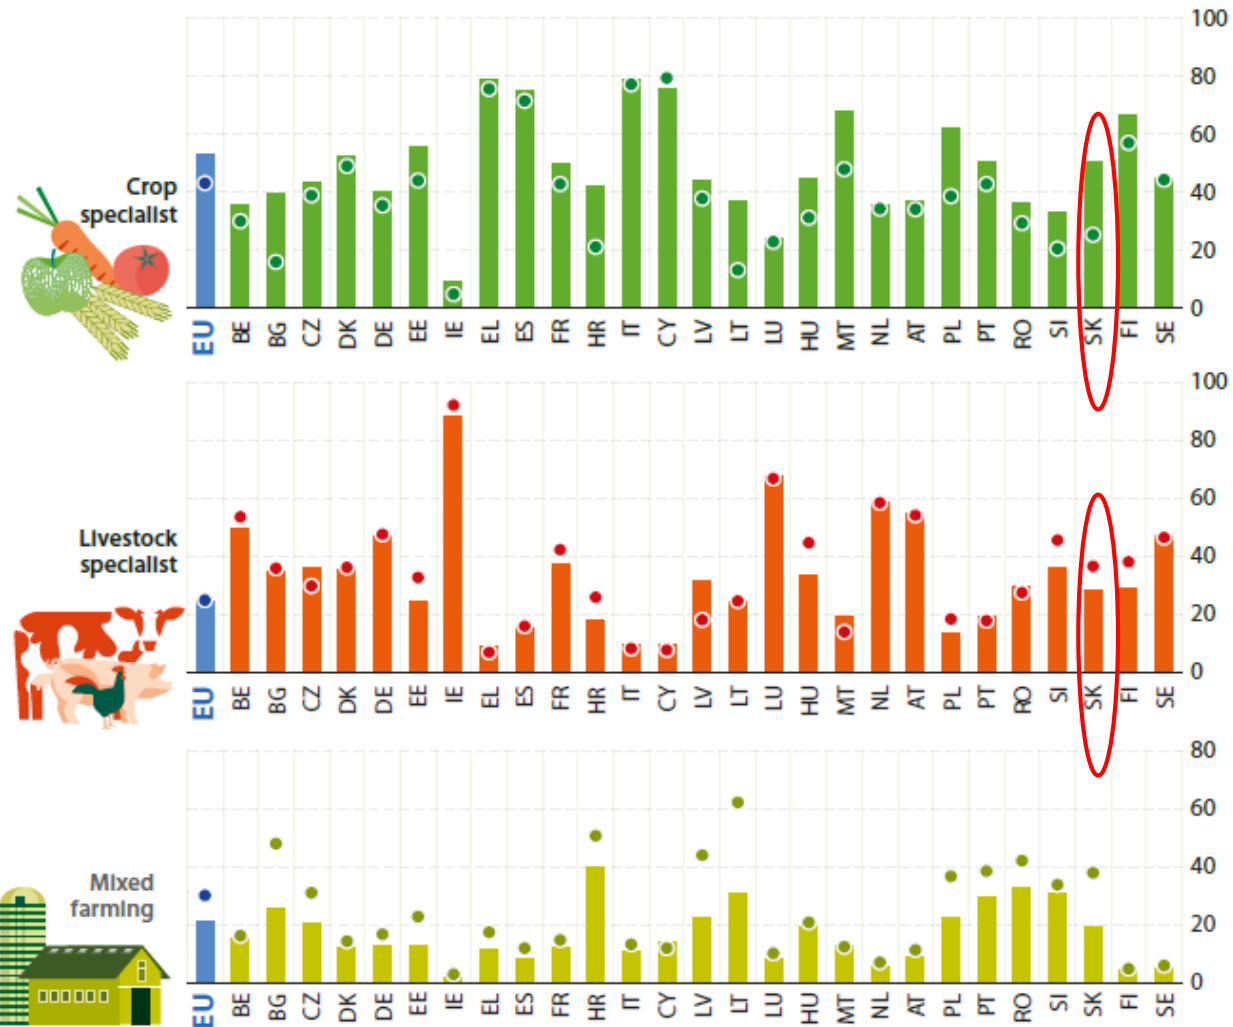 100
80
60
40
20
0
Crop
specialist
EU BE BG CZ DK DE EE IE EL ES FR HR IT CY LV LT LU HU MT NL AT PL PT RO SI SK FI SE
100
80
60
40
20
0
Livestock
specialist
EU BE BG CZ DK DE EE IE EL ES FR HR IT CY LV LT LU HU MT NL AT PL PT RO SI SK FI SE
80
60
40
20
0
Mixed
farming
EU BE BG CZ DK DE EE IE EL ES FR HR IT CY LV LT LU HU MT NL AT PL PT RO SI SK FI SE